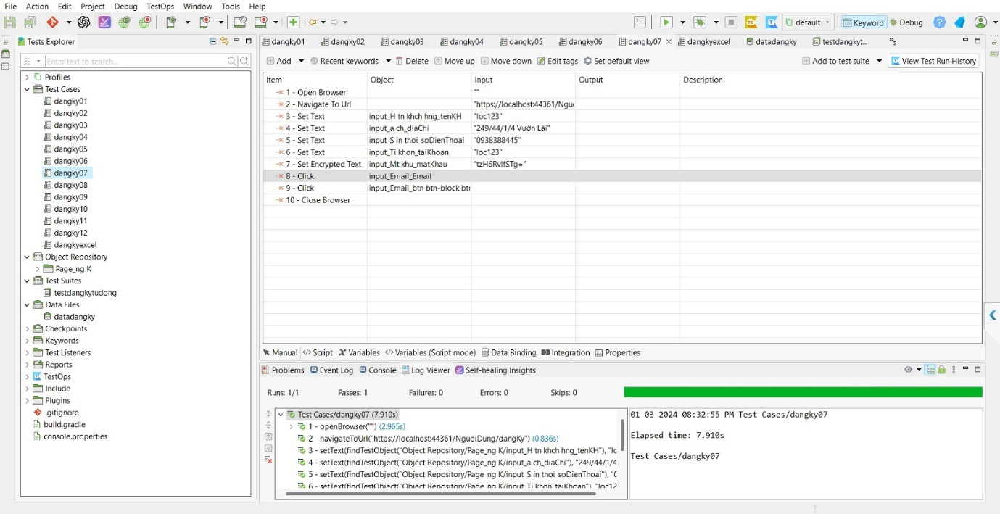 File Action Edit Project Debug TestOps Window Tools Help
default Keyword Debug
Tests Explorer
Enter text to search...
Profiles
Test Cases
dangky01
dangky02
dangky03
dangky04
dangky05
dangky06
dangky07
dangky08
dangky09
dangky10
dangky11
dangky12
dangkyexcel
Object Repository
Page_ng K
Test Suites
testdangkytudong
Data Files
datadangky
Checkpoints
Keywords
Test Listeners
Reports
TestOps
Include
Plugins
.gitignore
build.gradle
console.properties
dangky01 dangky02 dangky03 dangky04 dangky05 dangky06 dangky07 dangkyexcel datadangky testdangkyt... 5
Add Recent keywords Delete Move up Move down Edit tags Set default view Add to test suite View Test Run History
Item Object Input Output Description
1 - Open Browser ""
2 - Navigate To Url "https://localhost:44361/Nguo
3 - Set Text input_H tn khch hng_tenKH "loc123"
4 - Set Text input_a ch_diaChi "249/44/1/4 Vườn Lài"
5 - Set Text input_S in thoi_soDienThoai "0938388445"
6 - Set Text input_Ti khon_taiKhoan "loc123"
7 - Set Encrypted Text input_Mt khu_matKhau "tzH6RvlfSTg="
8 - Click input_Email_Email
9 - Click input_Email_btn btn-block btn
10 - Close Browser
Manual Script Variables Variables (Script mode) Data Binding Integration Properties
Problems Event Log Console Log Viewer Self-healing Insights
Runs: 1/1 Passes: 1 Failures: 0 Errors: 0 Skips: 0
Test Cases/dangky07 (7.910s)
1 - openBrowser("") (2.965s)
2 - navigateToUrl("https://localhost:44361/NguoiDung/dangKy") (0.836s)
3 - setText(findTestObject("Object Repository/Page_ng K/input_H tn khch hng_tenKH"), "lo
4 - setText(findTestObject("Object Repository/Page_ng K/input_a ch_diaChi"), "249/44/1/4
5 - setText(findTestObject("Object Repository/Page_ng K/input_S in thoi_soDienThoai"), "0
6 - setText(findTestObject("Object Repository/Page_ng K/input_Ti khon_taiKhoan"), "loc12
01-03-2024 08:32:55 PM Test Cases/dangky07
Elapsed time: 7.910s
Test Cases/dangky07